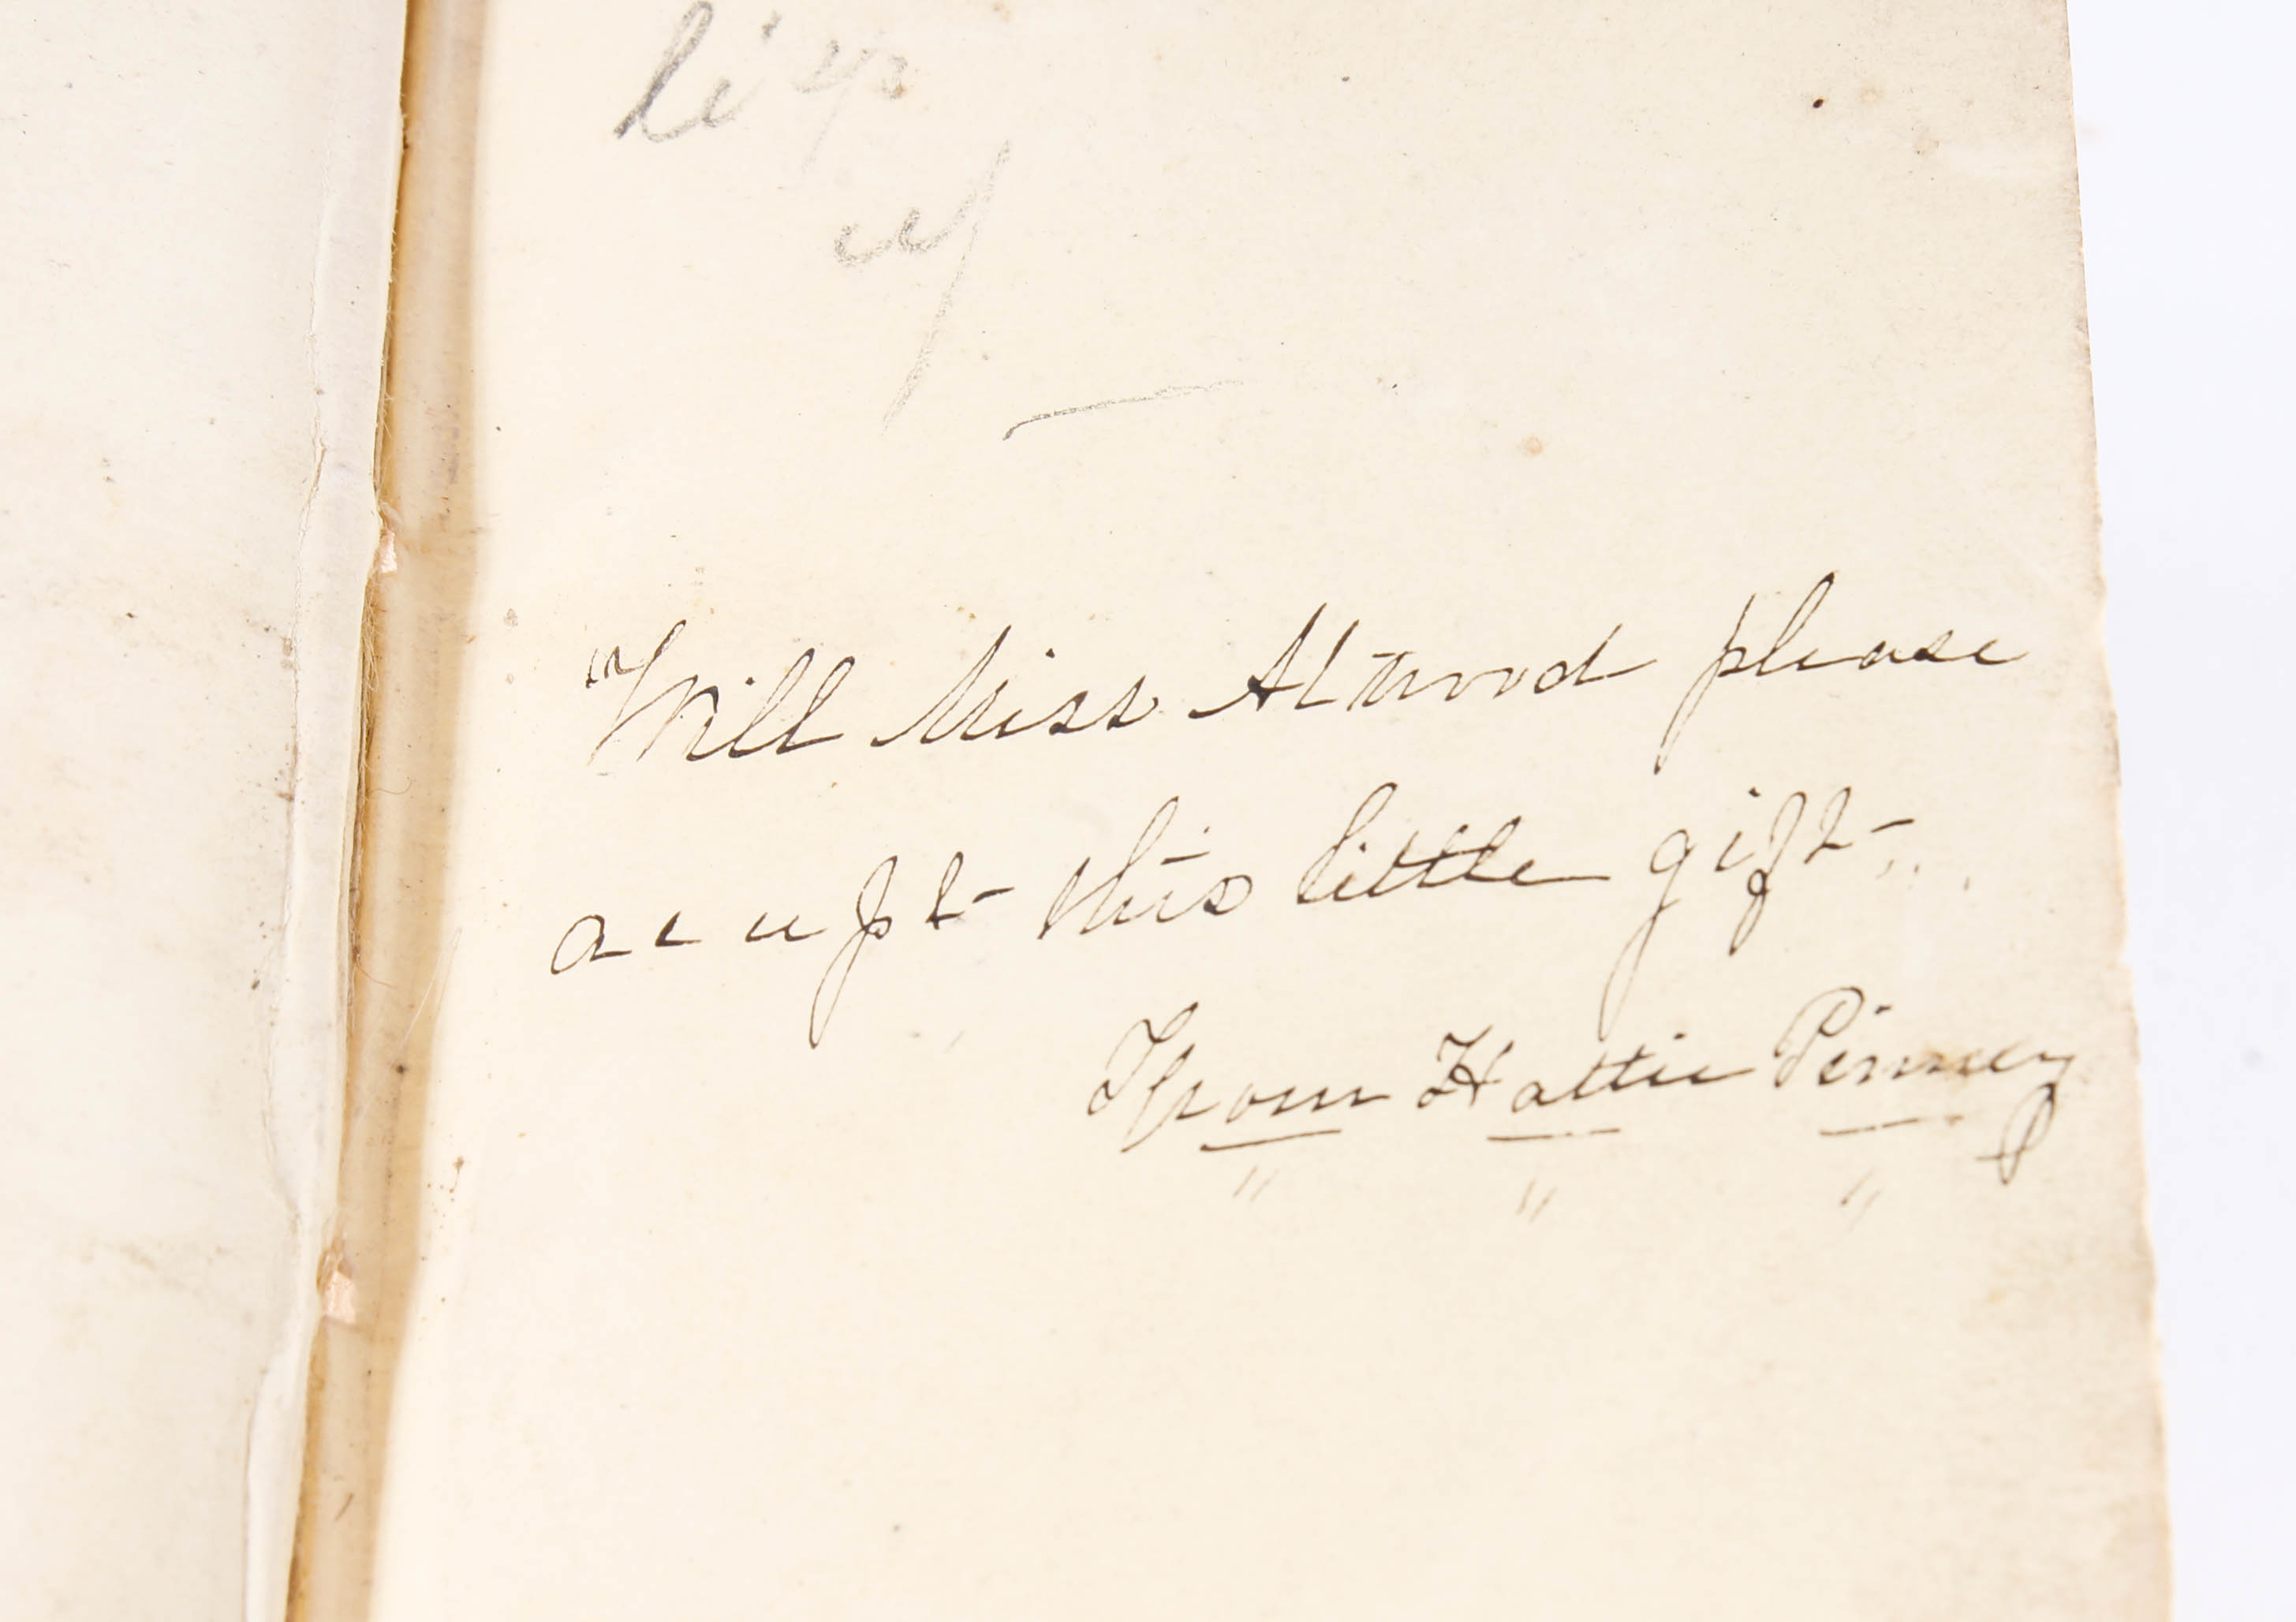 Will Miss Atwood please
accept this little gift
From Hattie Pinney